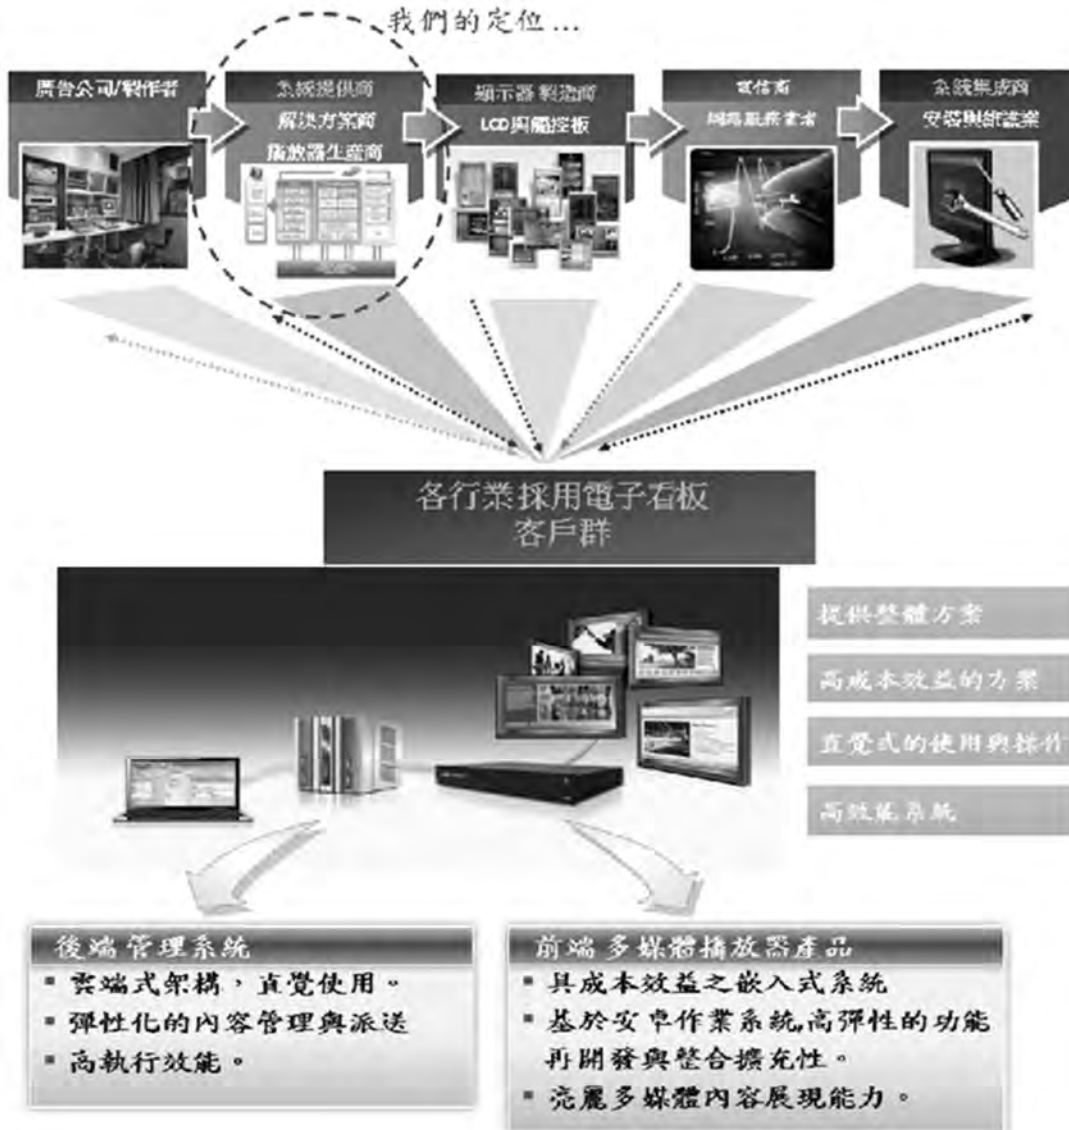 我們的定位...
廣告公司/製作者
系統提供商
解決方案商
播放器生產商
顯示器製造商
LCD與觸控板
電信商
網路服務業者
系統集成商
安裝與維護業
各行業採用電子看板
客戶群
提供整體方案
高成本效益的方案
直覺式的使用與操作
高效能系統
後端管理系統
▪ 雲端式架構，直覺使用。
▪ 彈性化的內容管理與派送
▪ 高執行效能。
前端多媒體播放器產品
▪ 具成本效益之嵌入式系統
▪ 基於安卓作業系統,高彈性的功能
再開發與整合擴充性。
▪ 亮麗多媒體內容展現能力。